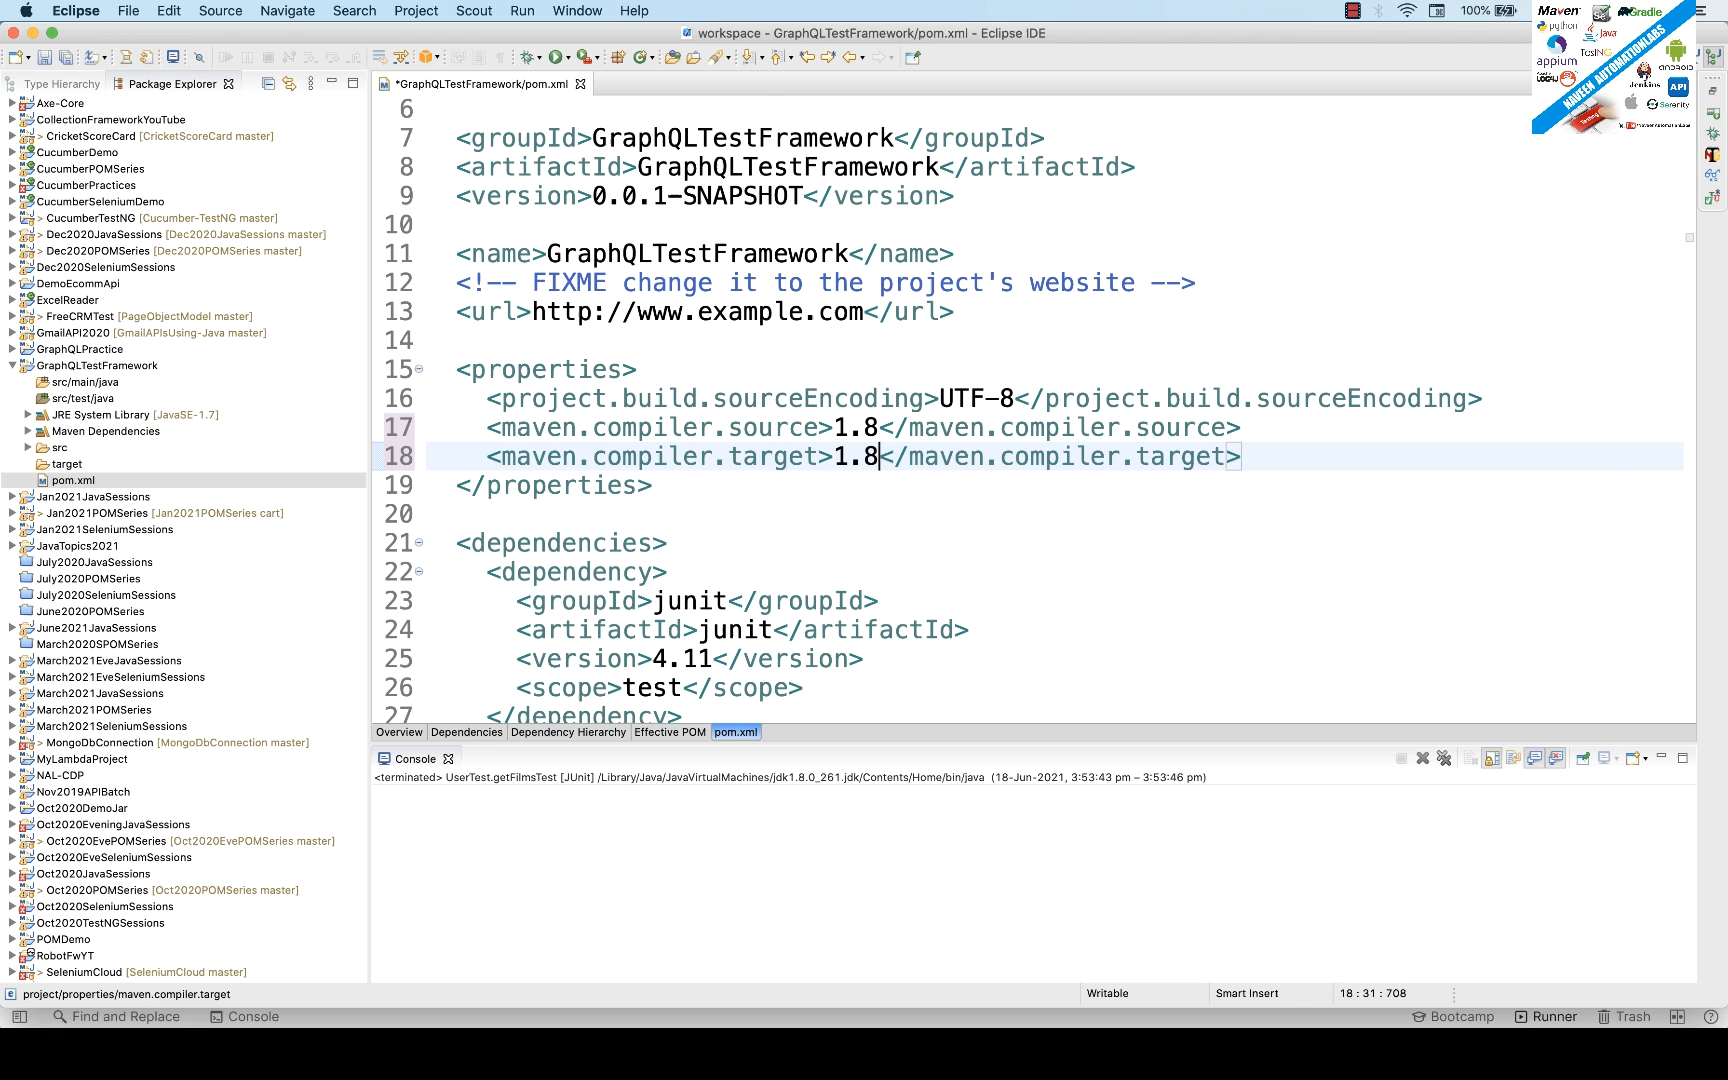 Eclipse File Edit Source Navigate Search Project Scout Run Window Help 100%
workspace - GraphQLTestFramework/pom.xml - Eclipse IDE
Maven Se Gradle
python Java
TestNG
appium ANDROID
LOG4J Jenkins API
NAVEEN AUTOMATIONLABS
Serenity
Testing
Type Hierarchy Package Explorer
*GraphQLTestFramework/pom.xml
Axe-Core
CollectionFrameworkYouTube
> CricketScoreCard [CricketScoreCard master]
CucumberDemo
CucumberPOMSeries
CucumberPractices
CucumberSeleniumDemo
> CucumberTestNG [Cucumber-TestNG master]
> Dec2020JavaSessions [Dec2020JavaSessions master]
> Dec2020POMSeries [Dec2020POMSeries master]
Dec2020SeleniumSessions
DemoEcommApi
ExcelReader
> FreeCRMTest [PageObjectModel master]
GmailAPI2020 [GmailAPIsUsing-Java master]
GraphQLPractice
GraphQLTestFramework
src/main/java
src/test/java
JRE System Library [JavaSE-1.7]
Maven Dependencies
src
target
pom.xml
Jan2021JavaSessions
> Jan2021POMSeries [Jan2021POMSeries cart]
Jan2021SeleniumSessions
JavaTopics2021
July2020JavaSessions
July2020POMSeries
July2020SeleniumSessions
June2020POMSeries
June2021JavaSessions
March2020SPOMSeries
March2021EveJavaSessions
March2021EveSeleniumSessions
March2021JavaSessions
March2021POMSeries
March2021SeleniumSessions
> MongoDbConnection [MongoDbConnection master]
MyLambdaProject
NAL-CDP
Nov2019APIBatch
Oct2020DemoJar
Oct2020EveningJavaSessions
> Oct2020EvePOMSeries [Oct2020EvePOMSeries master]
Oct2020EveSeleniumSessions
Oct2020JavaSessions
> Oct2020POMSeries [Oct2020POMSeries master]
Oct2020SeleniumSessions
Oct2020TestNGSessions
POMDemo
RobotFwYT
> SeleniumCloud [SeleniumCloud master]
6
7 <groupId>GraphQLTestFramework</groupId>
8 <artifactId>GraphQLTestFramework</artifactId>
9 <version>0.0.1-SNAPSHOT</version>
10
11 <name>GraphQLTestFramework</name>
12 <!-- FIXME change it to the project's website -->
13 <url>http://www.example.com</url>
14
15 <properties>
16 <project.build.sourceEncoding>UTF-8</project.build.sourceEncoding>
17 <maven.compiler.source>1.8</maven.compiler.source>
18 <maven.compiler.target>1.8</maven.compiler.target>
19 </properties>
20
21 <dependencies>
22 <dependency>
23 <groupId>junit</groupId>
24 <artifactId>junit</artifactId>
25 <version>4.11</version>
26 <scope>test</scope>
27 </dependency>
Overview Dependencies Dependency Hierarchy Effective POM pom.xml
Console
<terminated> UserTest.getFilmsTest [JUnit] /Library/Java/JavaVirtualMachines/jdk1.8.0_261.jdk/Contents/Home/bin/java (18-Jun-2021, 3:53:43 pm – 3:53:46 pm)
project/properties/maven.compiler.target Writable Smart Insert 18 : 31 : 708
Find and Replace Console Bootcamp Runner Trash